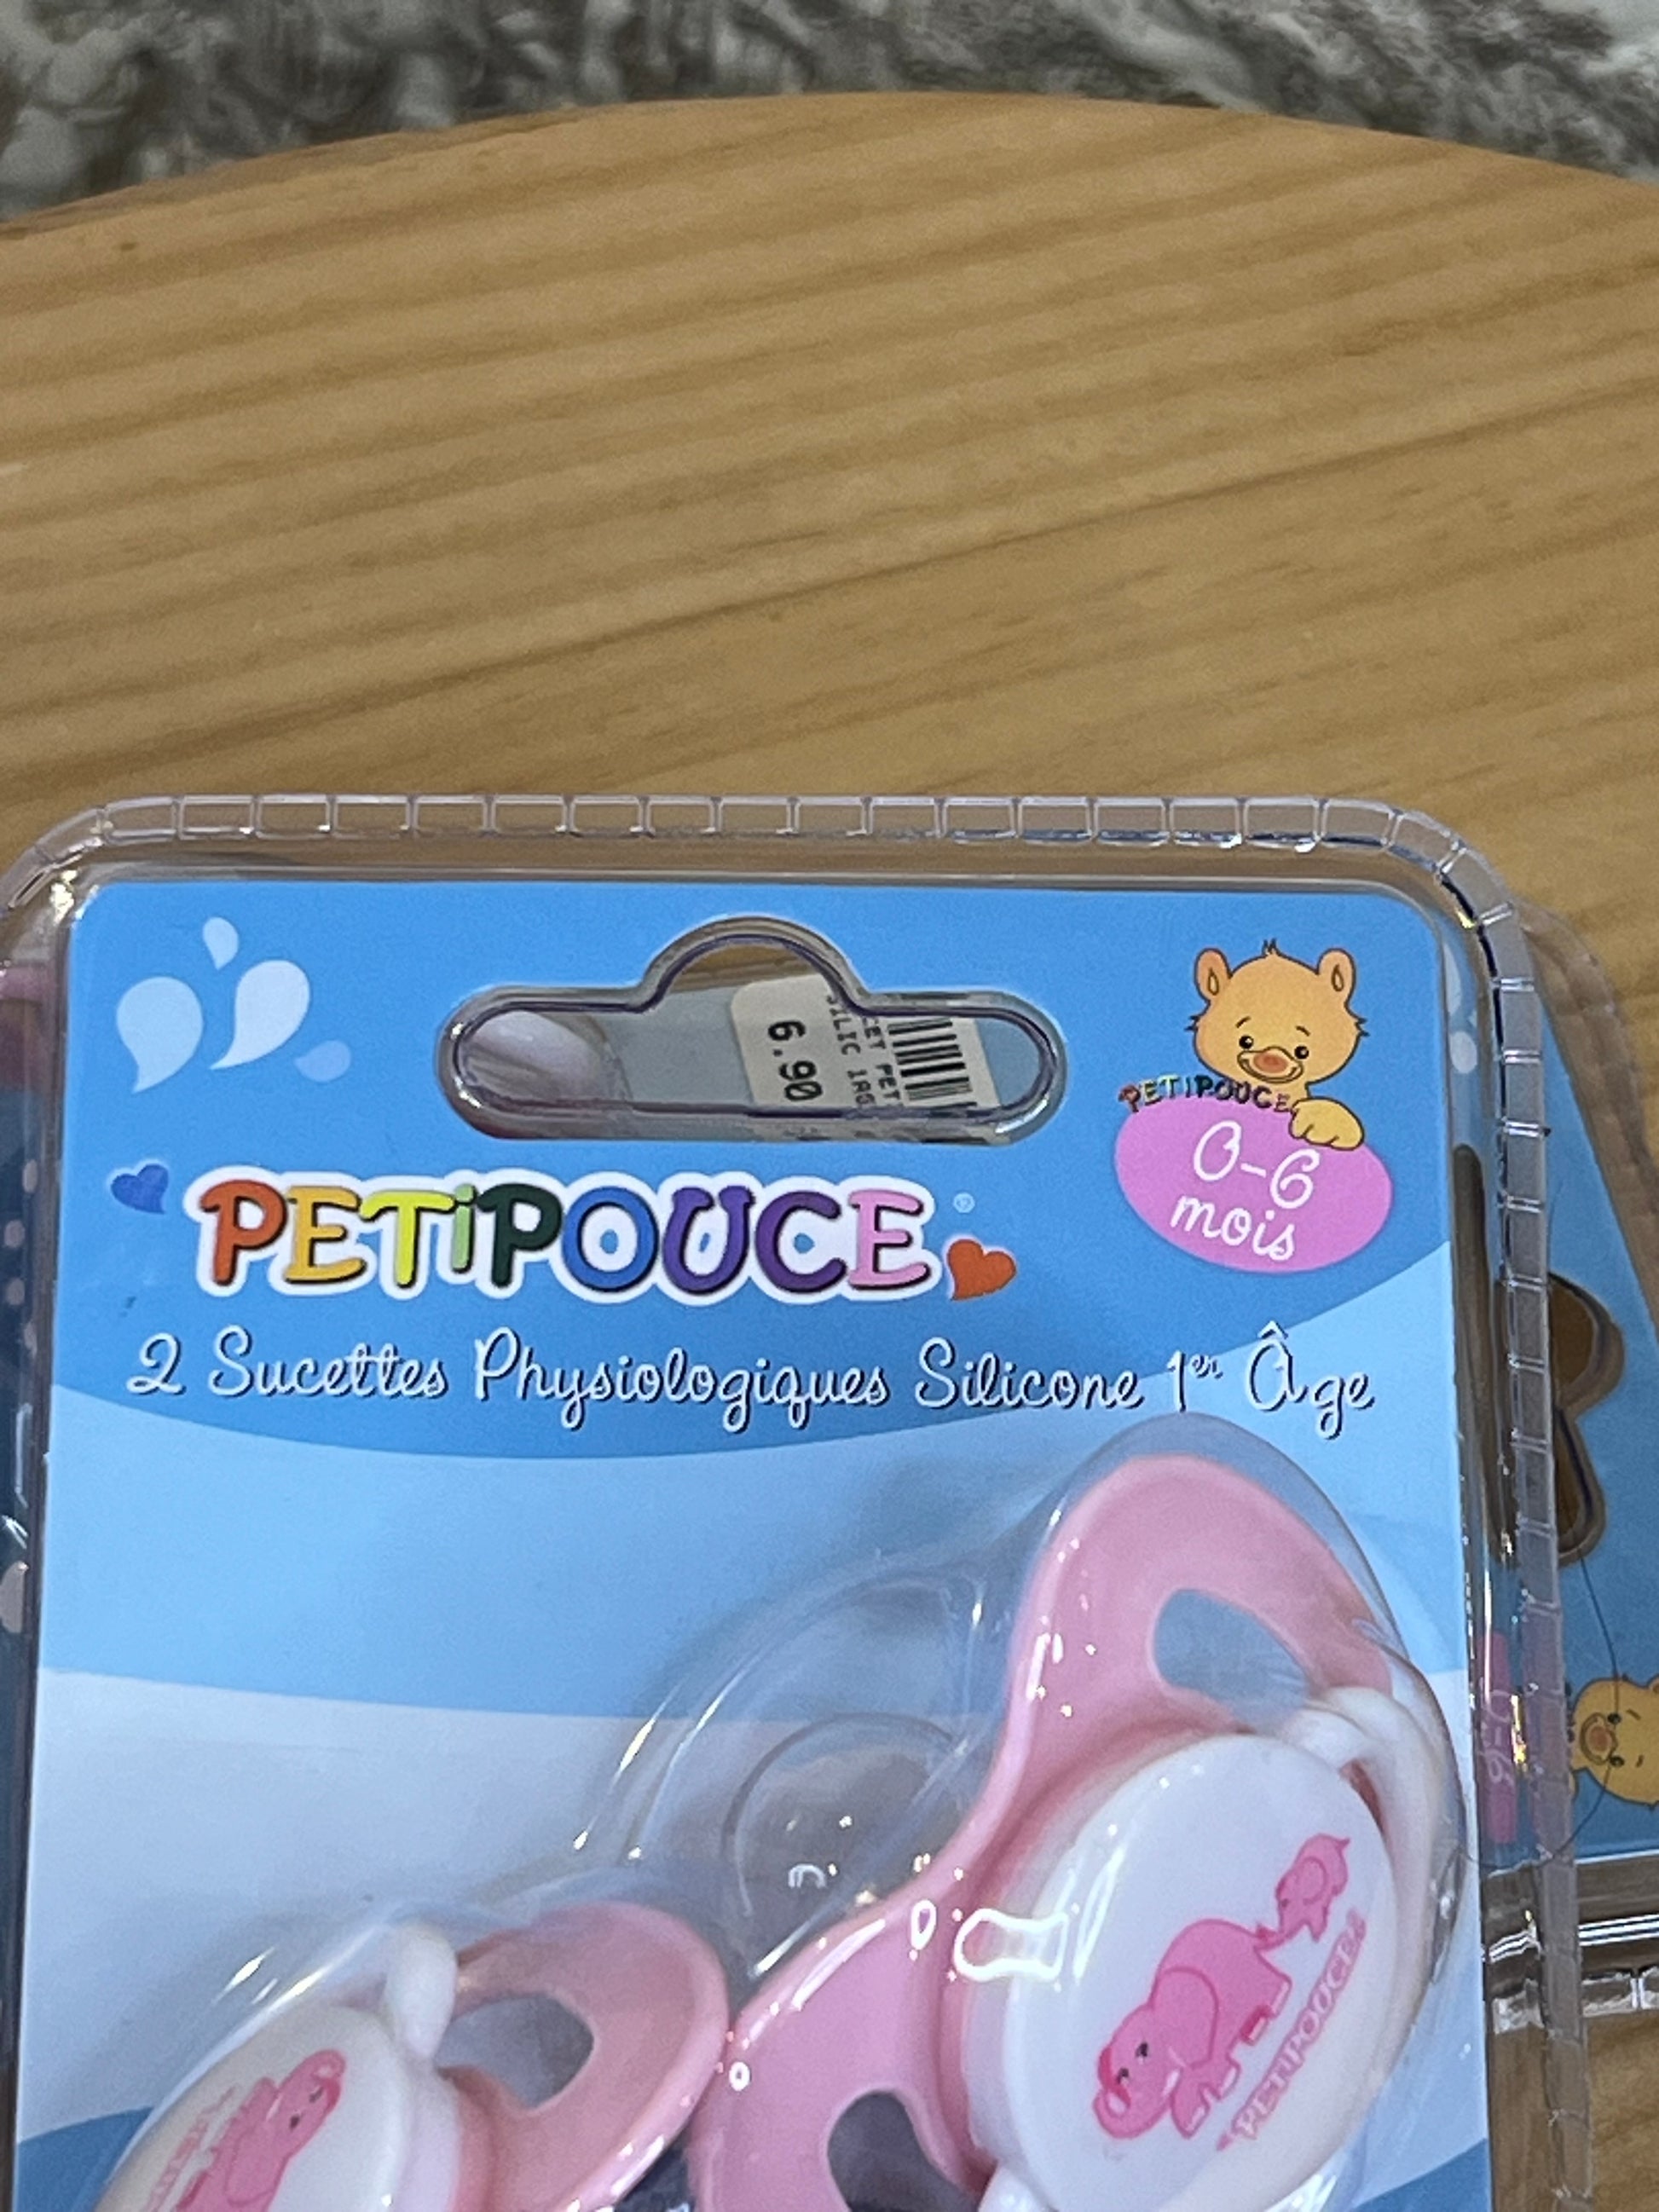 6.90
PETiPOUCE
0-6
mois
PETiPOUCE ®
2 Sucettes Physiologiques Silicone 1er Âge
PETIPOUCE